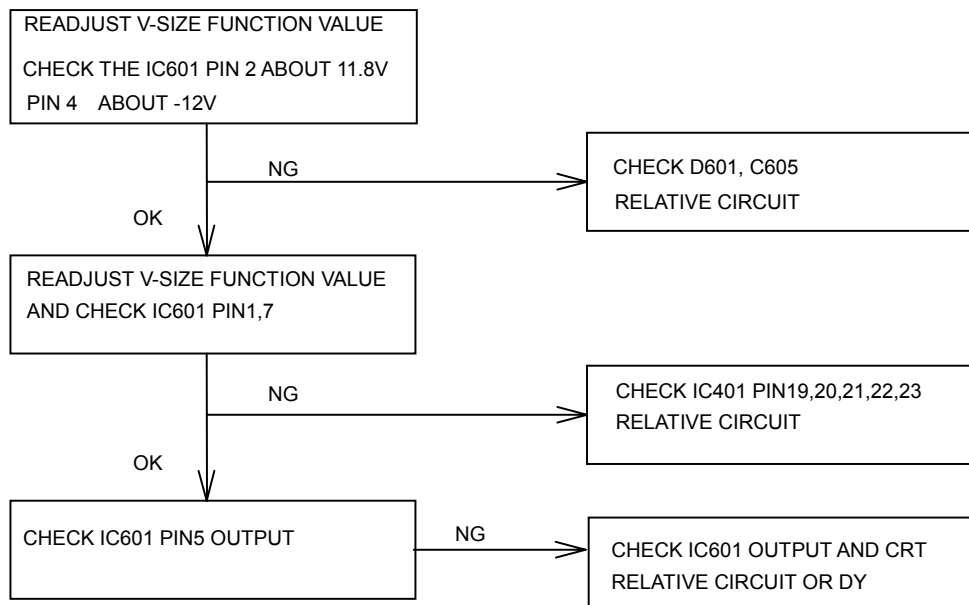 READJUST V-SIZE FUNCTION VALUE
CHECK THE IC601 PIN 2 ABOUT 11.8V
PIN 4 ABOUT -12V
NG
CHECK D601, C605
RELATIVE CIRCUIT
OK
READJUST V-SIZE FUNCTION VALUE
AND CHECK IC601 PIN1,7
NG
CHECK IC401 PIN19,20,21,22,23
RELATIVE CIRCUIT
OK
CHECK IC601 PIN5 OUTPUT
NG
CHECK IC601 OUTPUT AND CRT
RELATIVE CIRCUIT OR DY